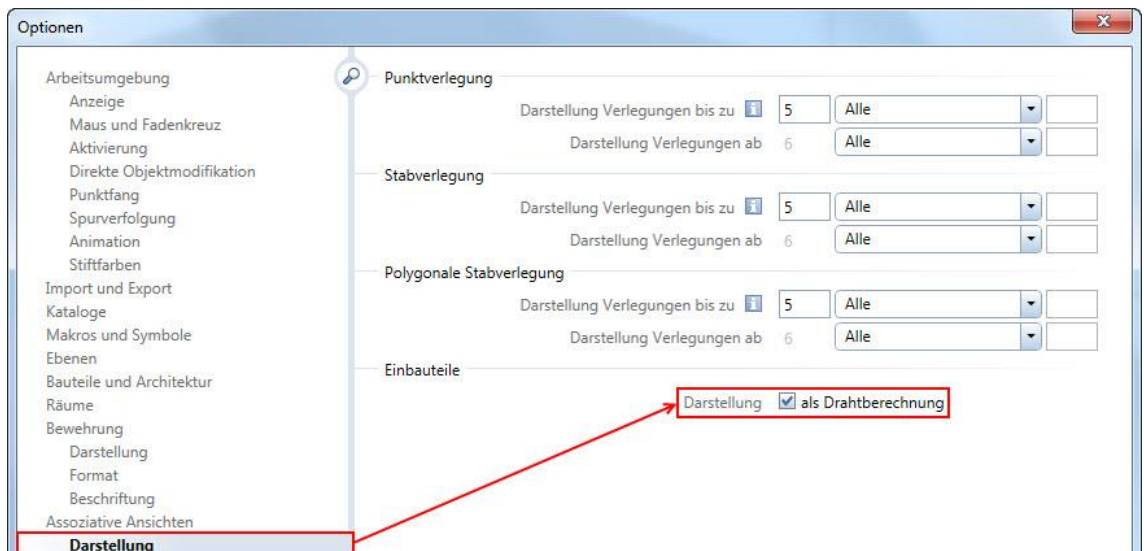 Optionen
Arbeitsumgebung
Anzeige
Maus und Fadenkreuz
Aktivierung
Direkte Objektmodifikation
Punktfang
Spurverfolgung
Animation
Stiftfarben
Import und Export
Kataloge
Makros und Symbole
Ebenen
Bauteile und Architektur
Räume
Bewehrung
Darstellung
Format
Beschriftung
Assoziative Ansichten
Darstellung
Punktverlegung
Darstellung Verlegungen bis zu 5 Alle
Darstellung Verlegungen ab 6 Alle
Stabverlegung
Darstellung Verlegungen bis zu 5 Alle
Darstellung Verlegungen ab 6 Alle
Polygonale Stabverlegung
Darstellung Verlegungen bis zu 5 Alle
Darstellung Verlegungen ab 6 Alle
Einbauteile
Darstellung als Drahtberechnung